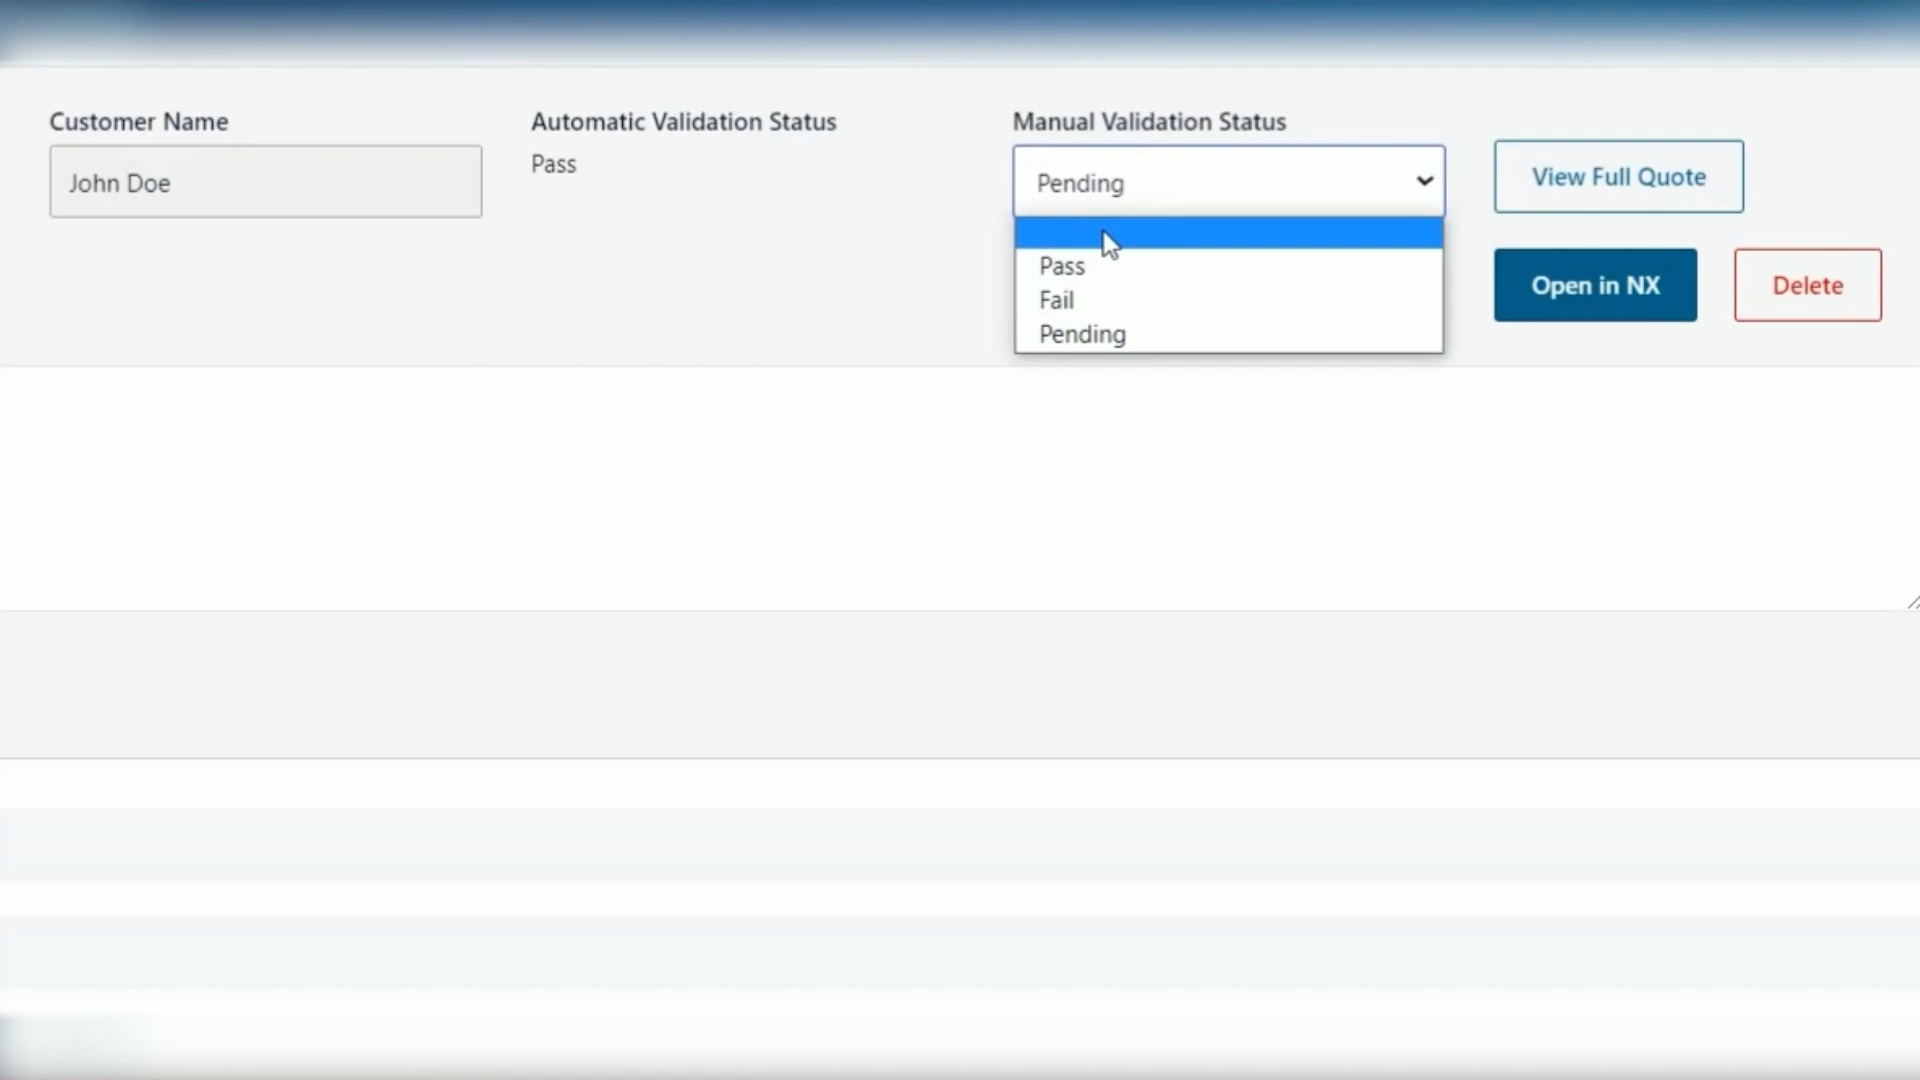 Customer Name
Automatic Validation Status
Manual Validation Status
John Doe
Pass
Pending
View Full Quote
Pass
Fail
Pending
Open in NX
Delete